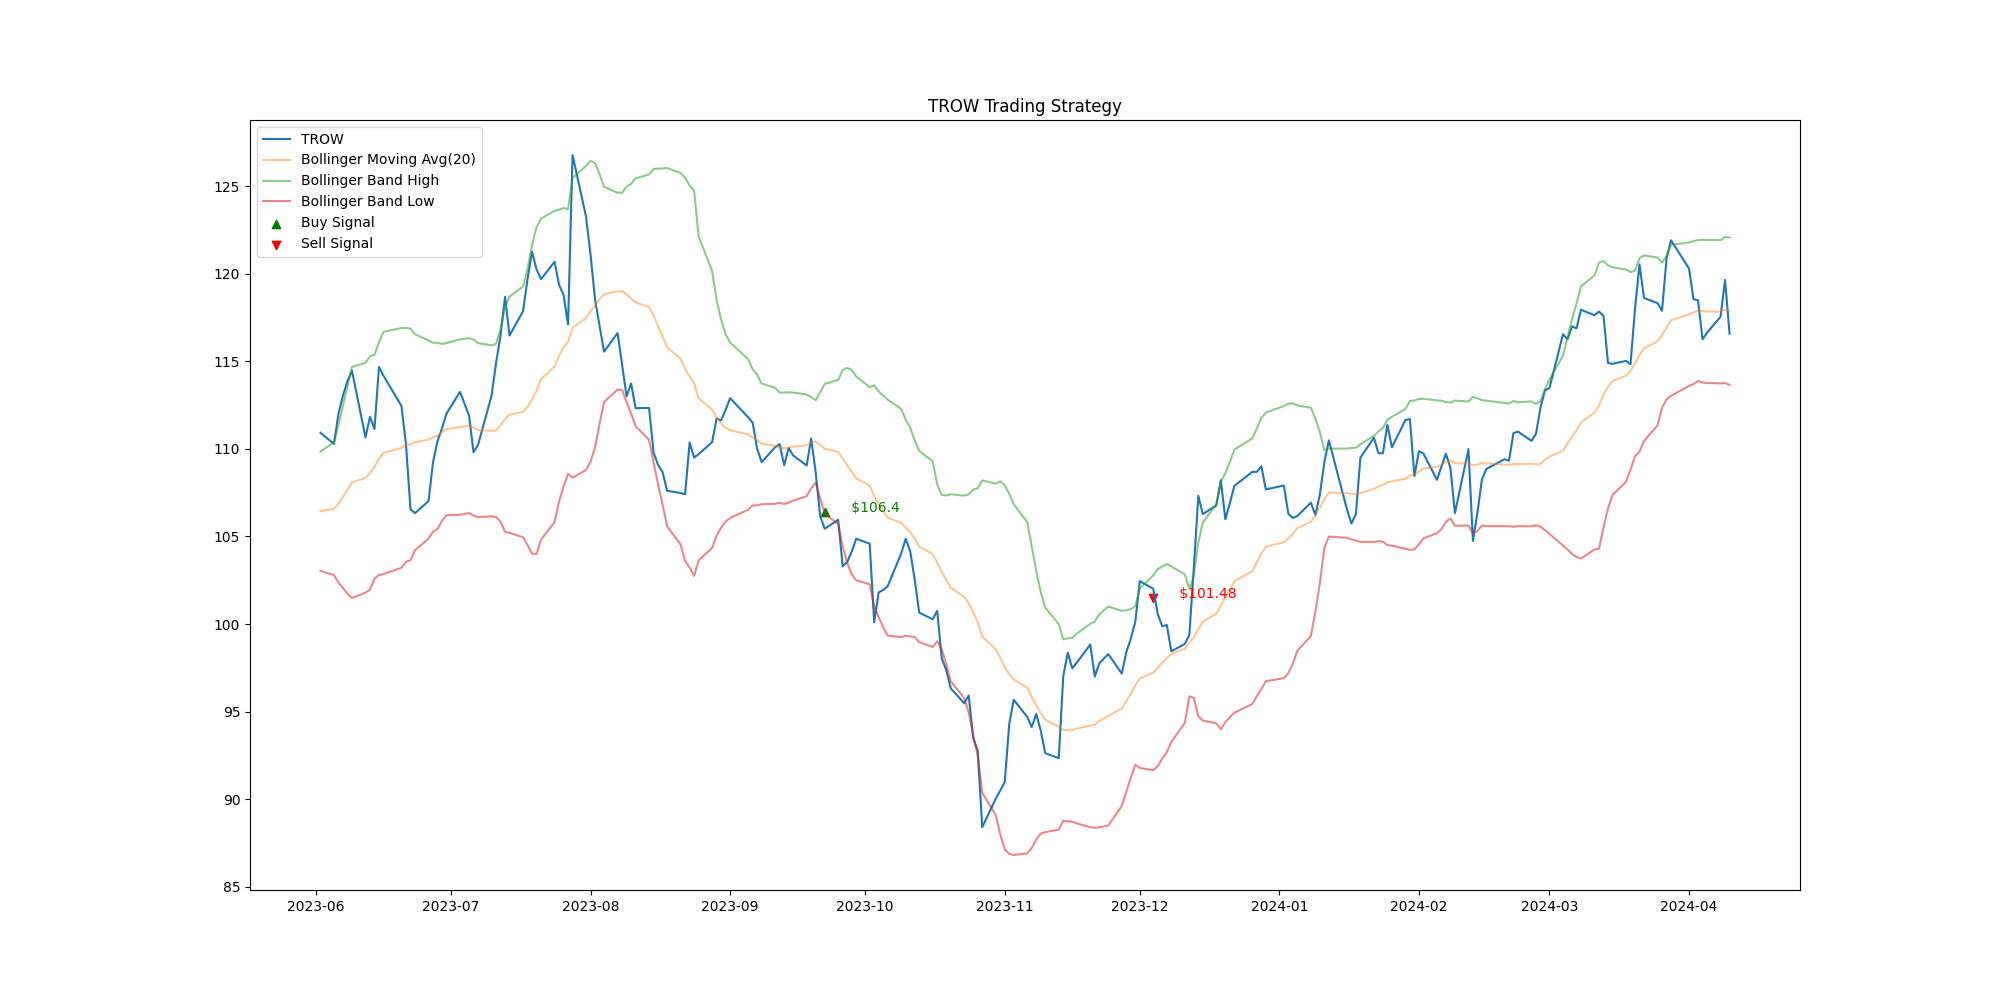 TROW Trading Strategy
TROW
Bollinger Moving Avg(20)
Bollinger Band High
Bollinger Band Low
Buy Signal
Sell Signal
125
120
115
110
105
100
95
90
85
$106.4
$101.48
2023-06 2023-07 2023-08 2023-09 2023-10 2023-11 2023-12 2024-01 2024-02 2024-03 2024-04